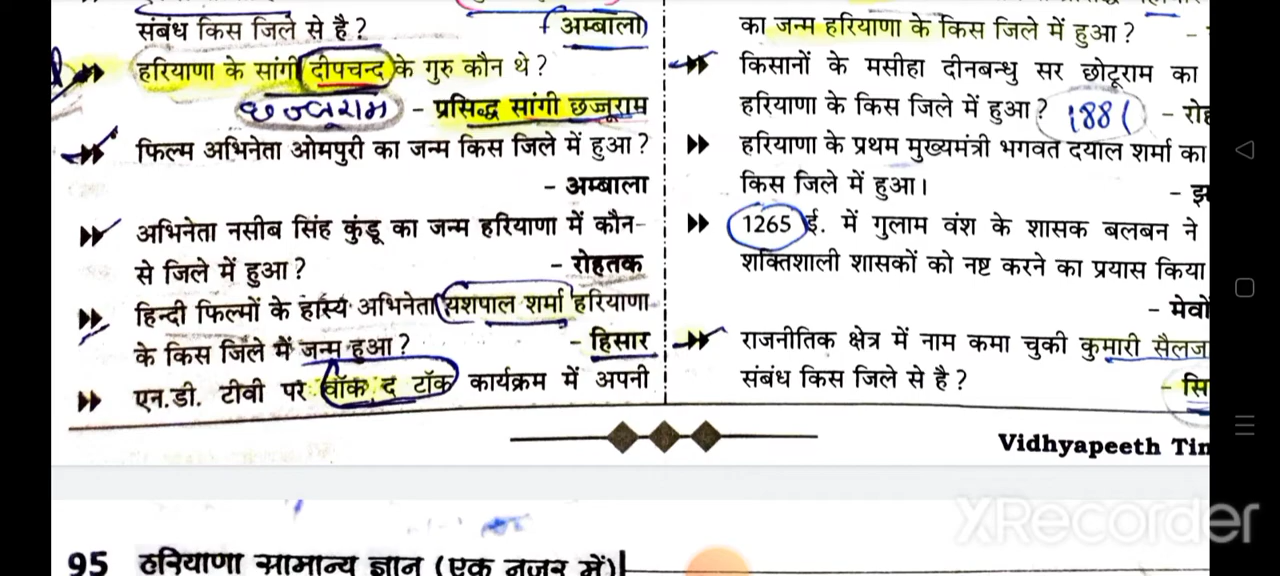 संबंध किस जिले से है?
अम्बाला
हरियाणा के सांगी दीपचन्द के गुरु कौन थे?
छज्जूराम - प्रसिद्ध सांगी छज्जूराम
फिल्म अभिनेता ओमपुरी का जन्म किस जिले में हुआ?
- अम्बाला
अभिनेता नसीब सिंह कुंडू का जन्म हरियाणा में कौन-
से जिले में हुआ? - रोहतक
हिन्दी फिल्मों के हास्य अभिनेता यशपाल शर्मा हरियाणा
के किस जिले में जन्म हुआ? - हिसार
एन.डी. टीवी पर वॉक द टॉक कार्यक्रम में अपनी
का जन्म हरियाणा के किस जिले में हुआ? -
किसानों के मसीहा दीनबन्धु सर छोटूराम का
हरियाणा के किस जिले में हुआ? 1881 - रोह
हरियाणा के प्रथम मुख्यमंत्री भगवत दयाल शर्मा का
किस जिले में हुआ। - झ
1265 ई. में गुलाम वंश के शासक बलबन ने
शक्तिशाली शासकों को नष्ट करने का प्रयास किया
- मेवों
राजनीतिक क्षेत्र में नाम कमा चुकी कुमारी सैलज
संबंध किस जिले से है? - सि
Vidhyapeeth Tim
95 हरियाणा सामान्य ज्ञान (एक नजर में)
XRecorder